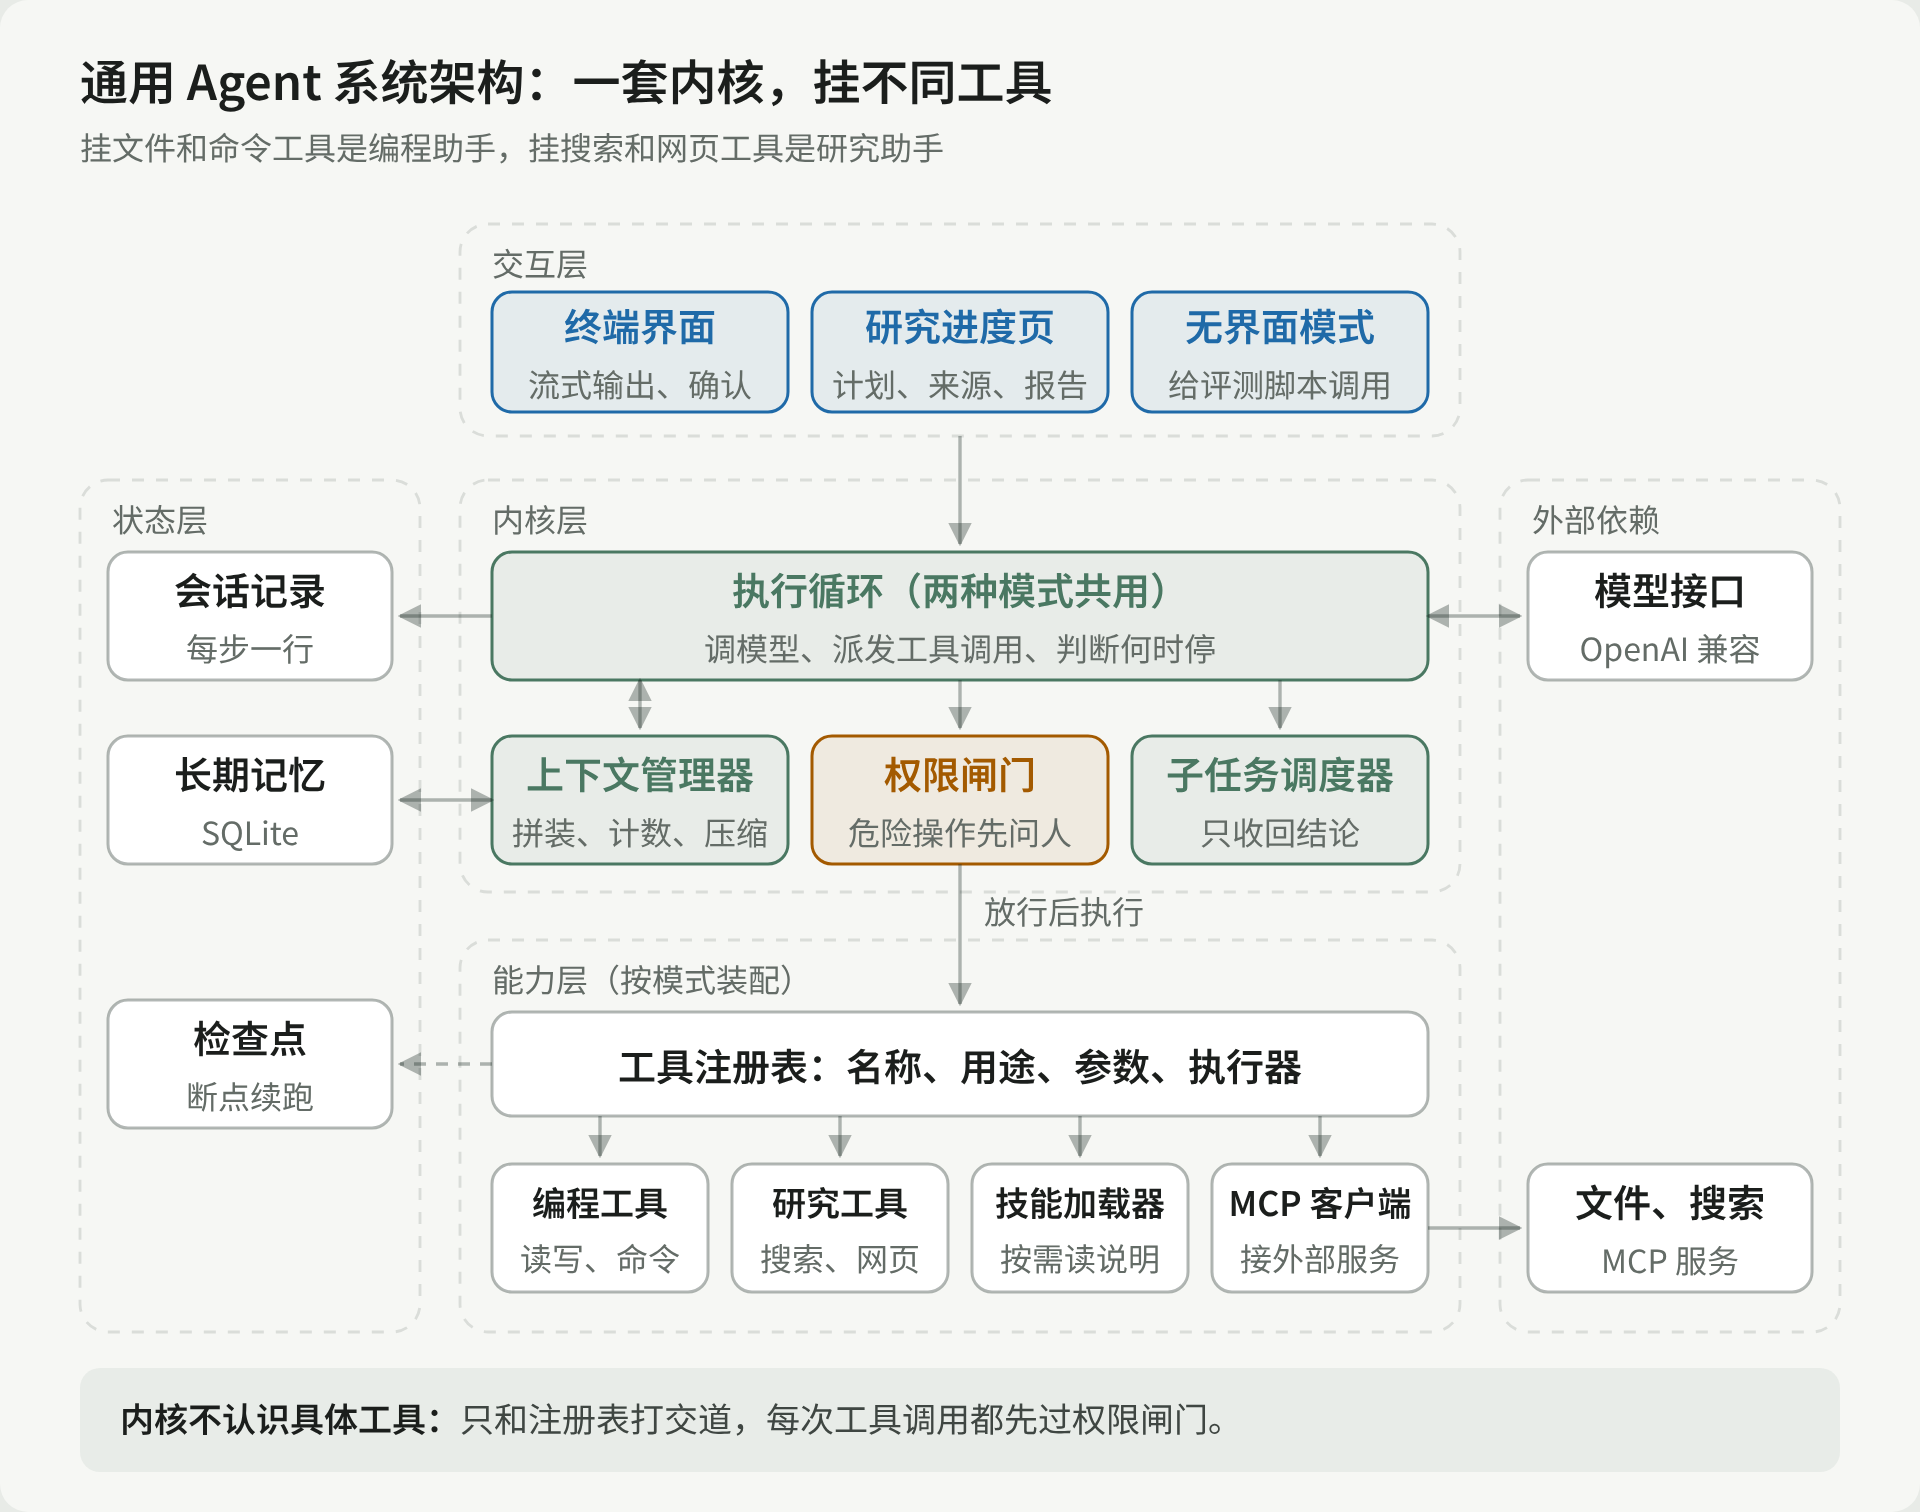 通用 Agent 系统架构：一套内核，挂不同工具
挂文件和命令工具是编程助手，挂搜索和网页工具是研究助手
交互层
终端界面
流式输出、确认
研究进度页
计划、来源、报告
无界面模式
给评测脚本调用
状态层
会话记录
每步一行
长期记忆
SQLite
检查点
断点续跑
内核层
执行循环（两种模式共用）
调模型、派发工具调用、判断何时停
上下文管理器
拼装、计数、压缩
权限闸门
危险操作先问人
子任务调度器
只收回结论
放行后执行
能力层（按模式装配）
工具注册表：名称、用途、参数、执行器
编程工具
读写、命令
研究工具
搜索、网页
技能加载器
按需读说明
MCP 客户端
接外部服务
外部依赖
模型接口
OpenAI 兼容
文件、搜索
MCP 服务
内核不认识具体工具：只和注册表打交道，每次工具调用都先过权限闸门。